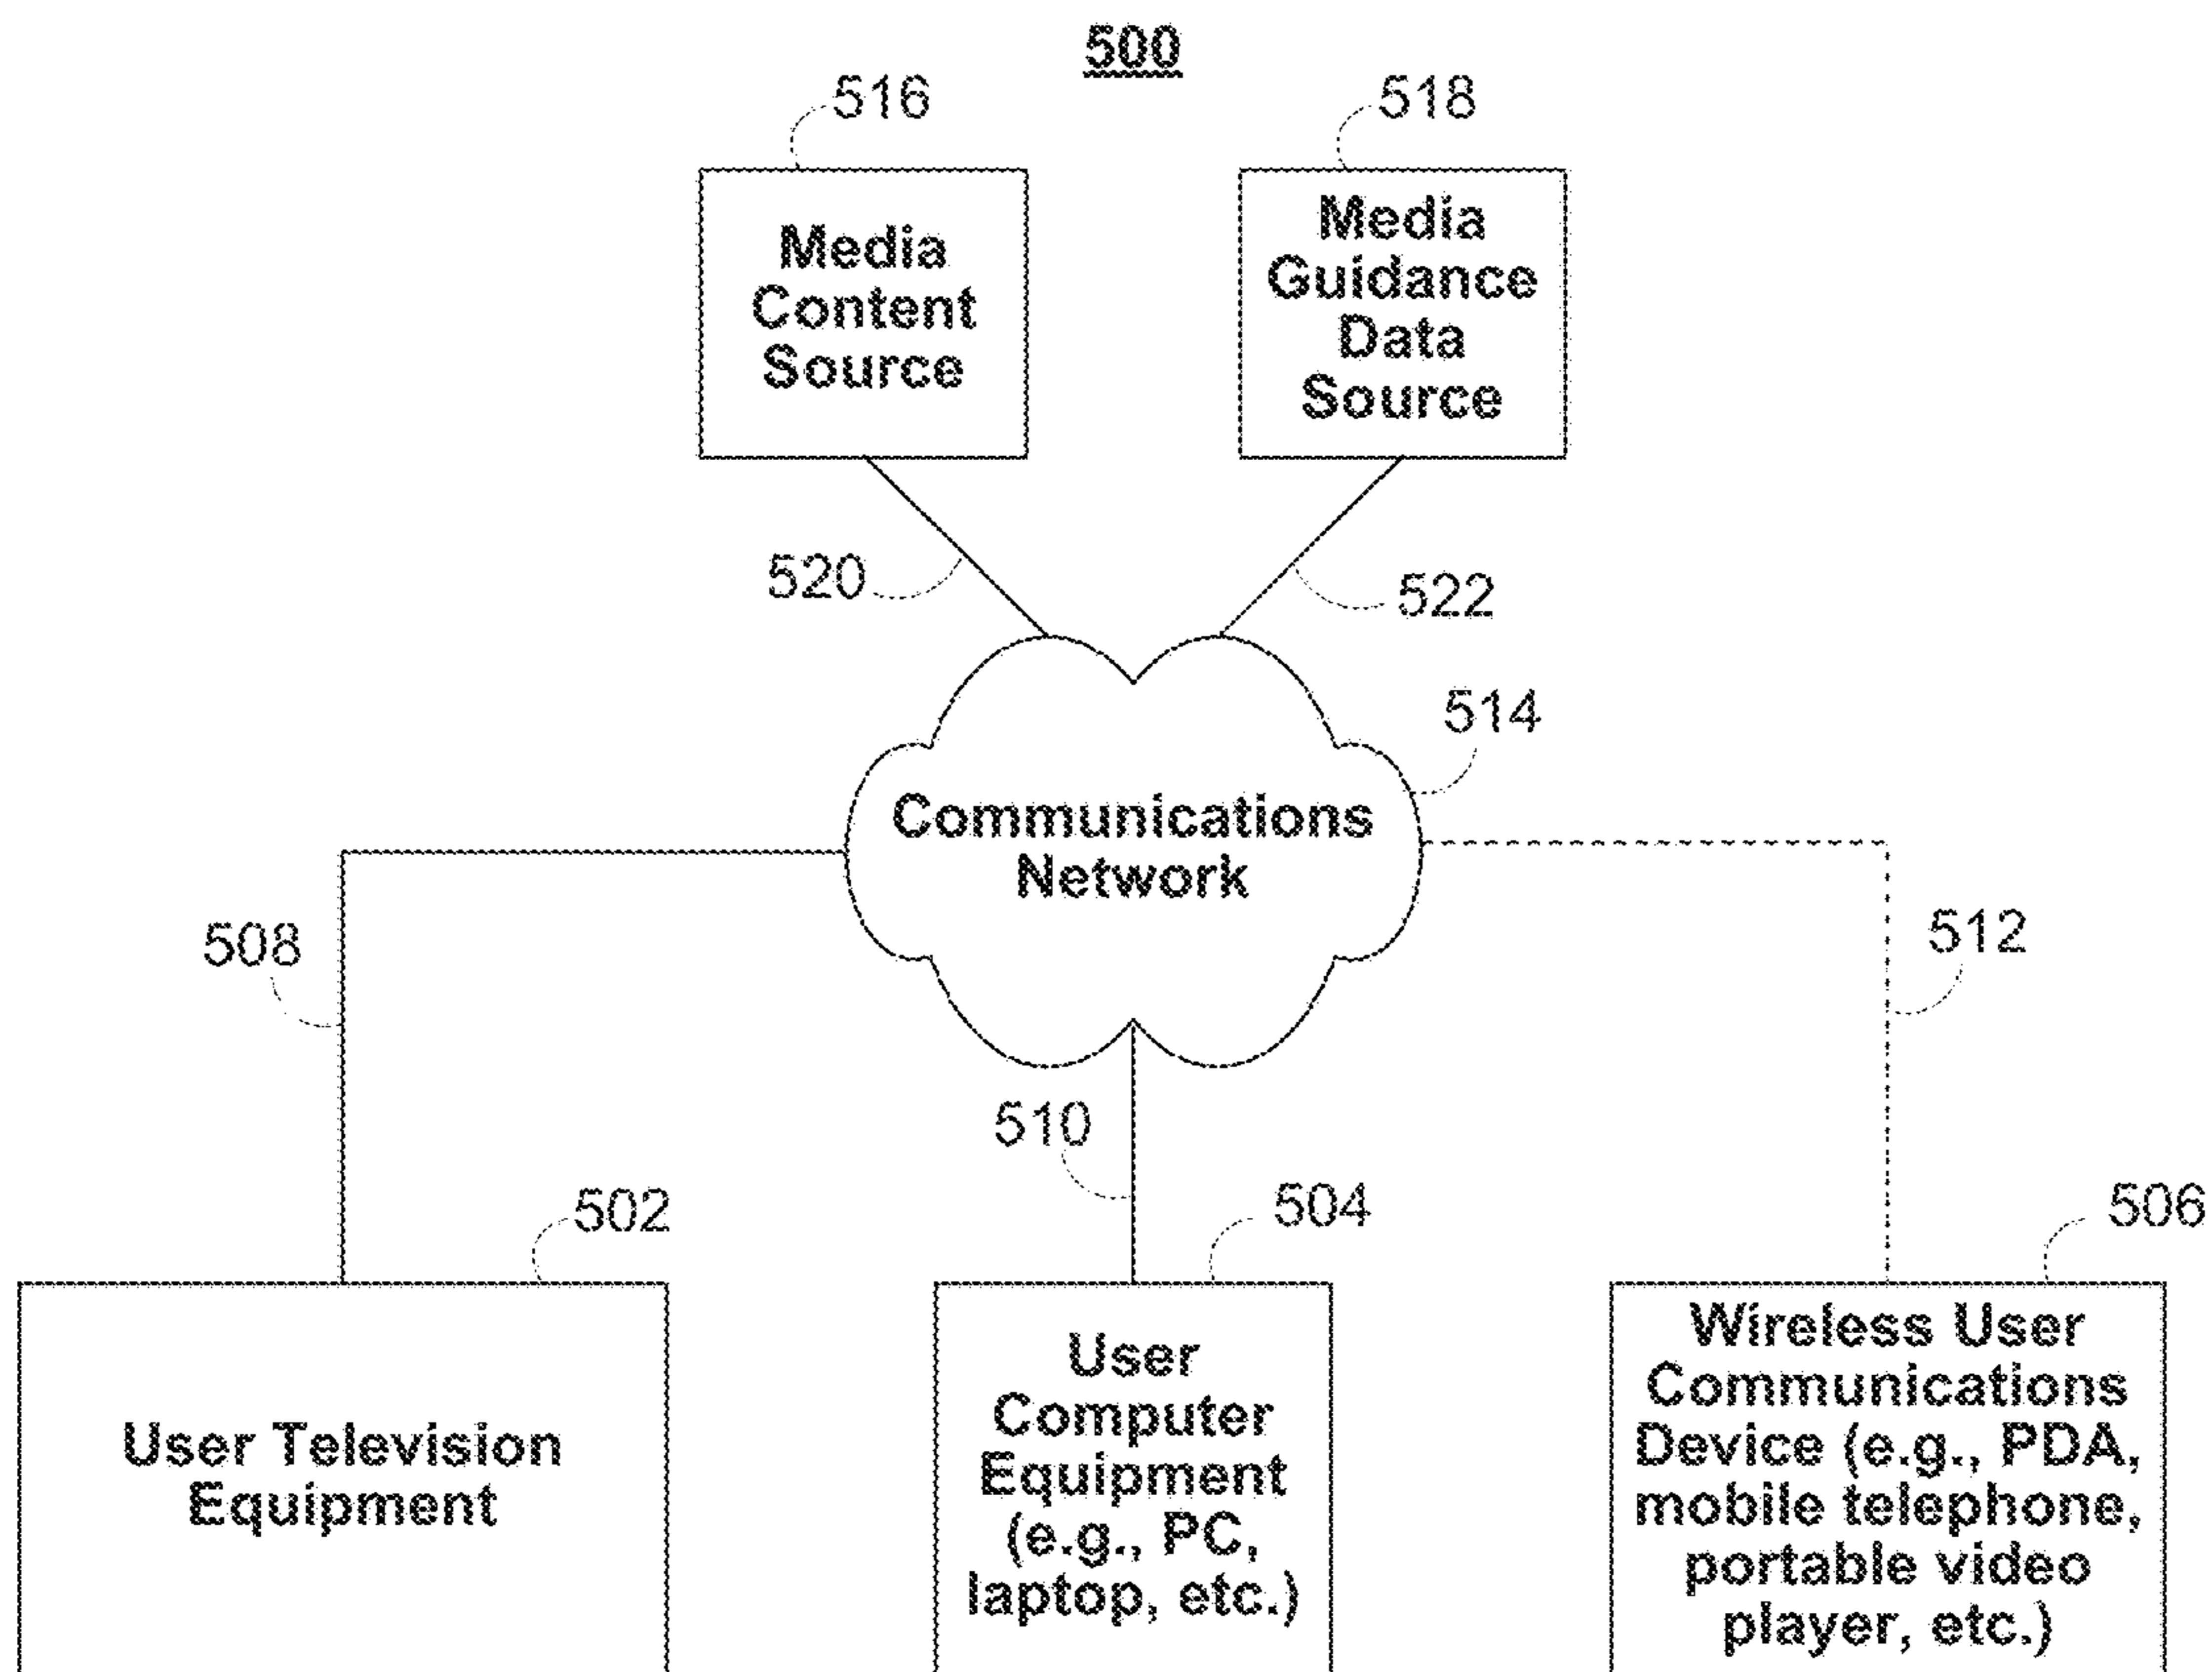 500
516
518
Media
Content
Source
Media
Guidance
Data
Source
520
522
514
Communications
Network
508
512
510
502
504
506
User Television
Equipment
User
Computer
Equipment
(e.g., PC,
laptop, etc.)
Wireless User
Communications
Device (e.g., PDA,
mobile telephone,
portable video
player, etc.)